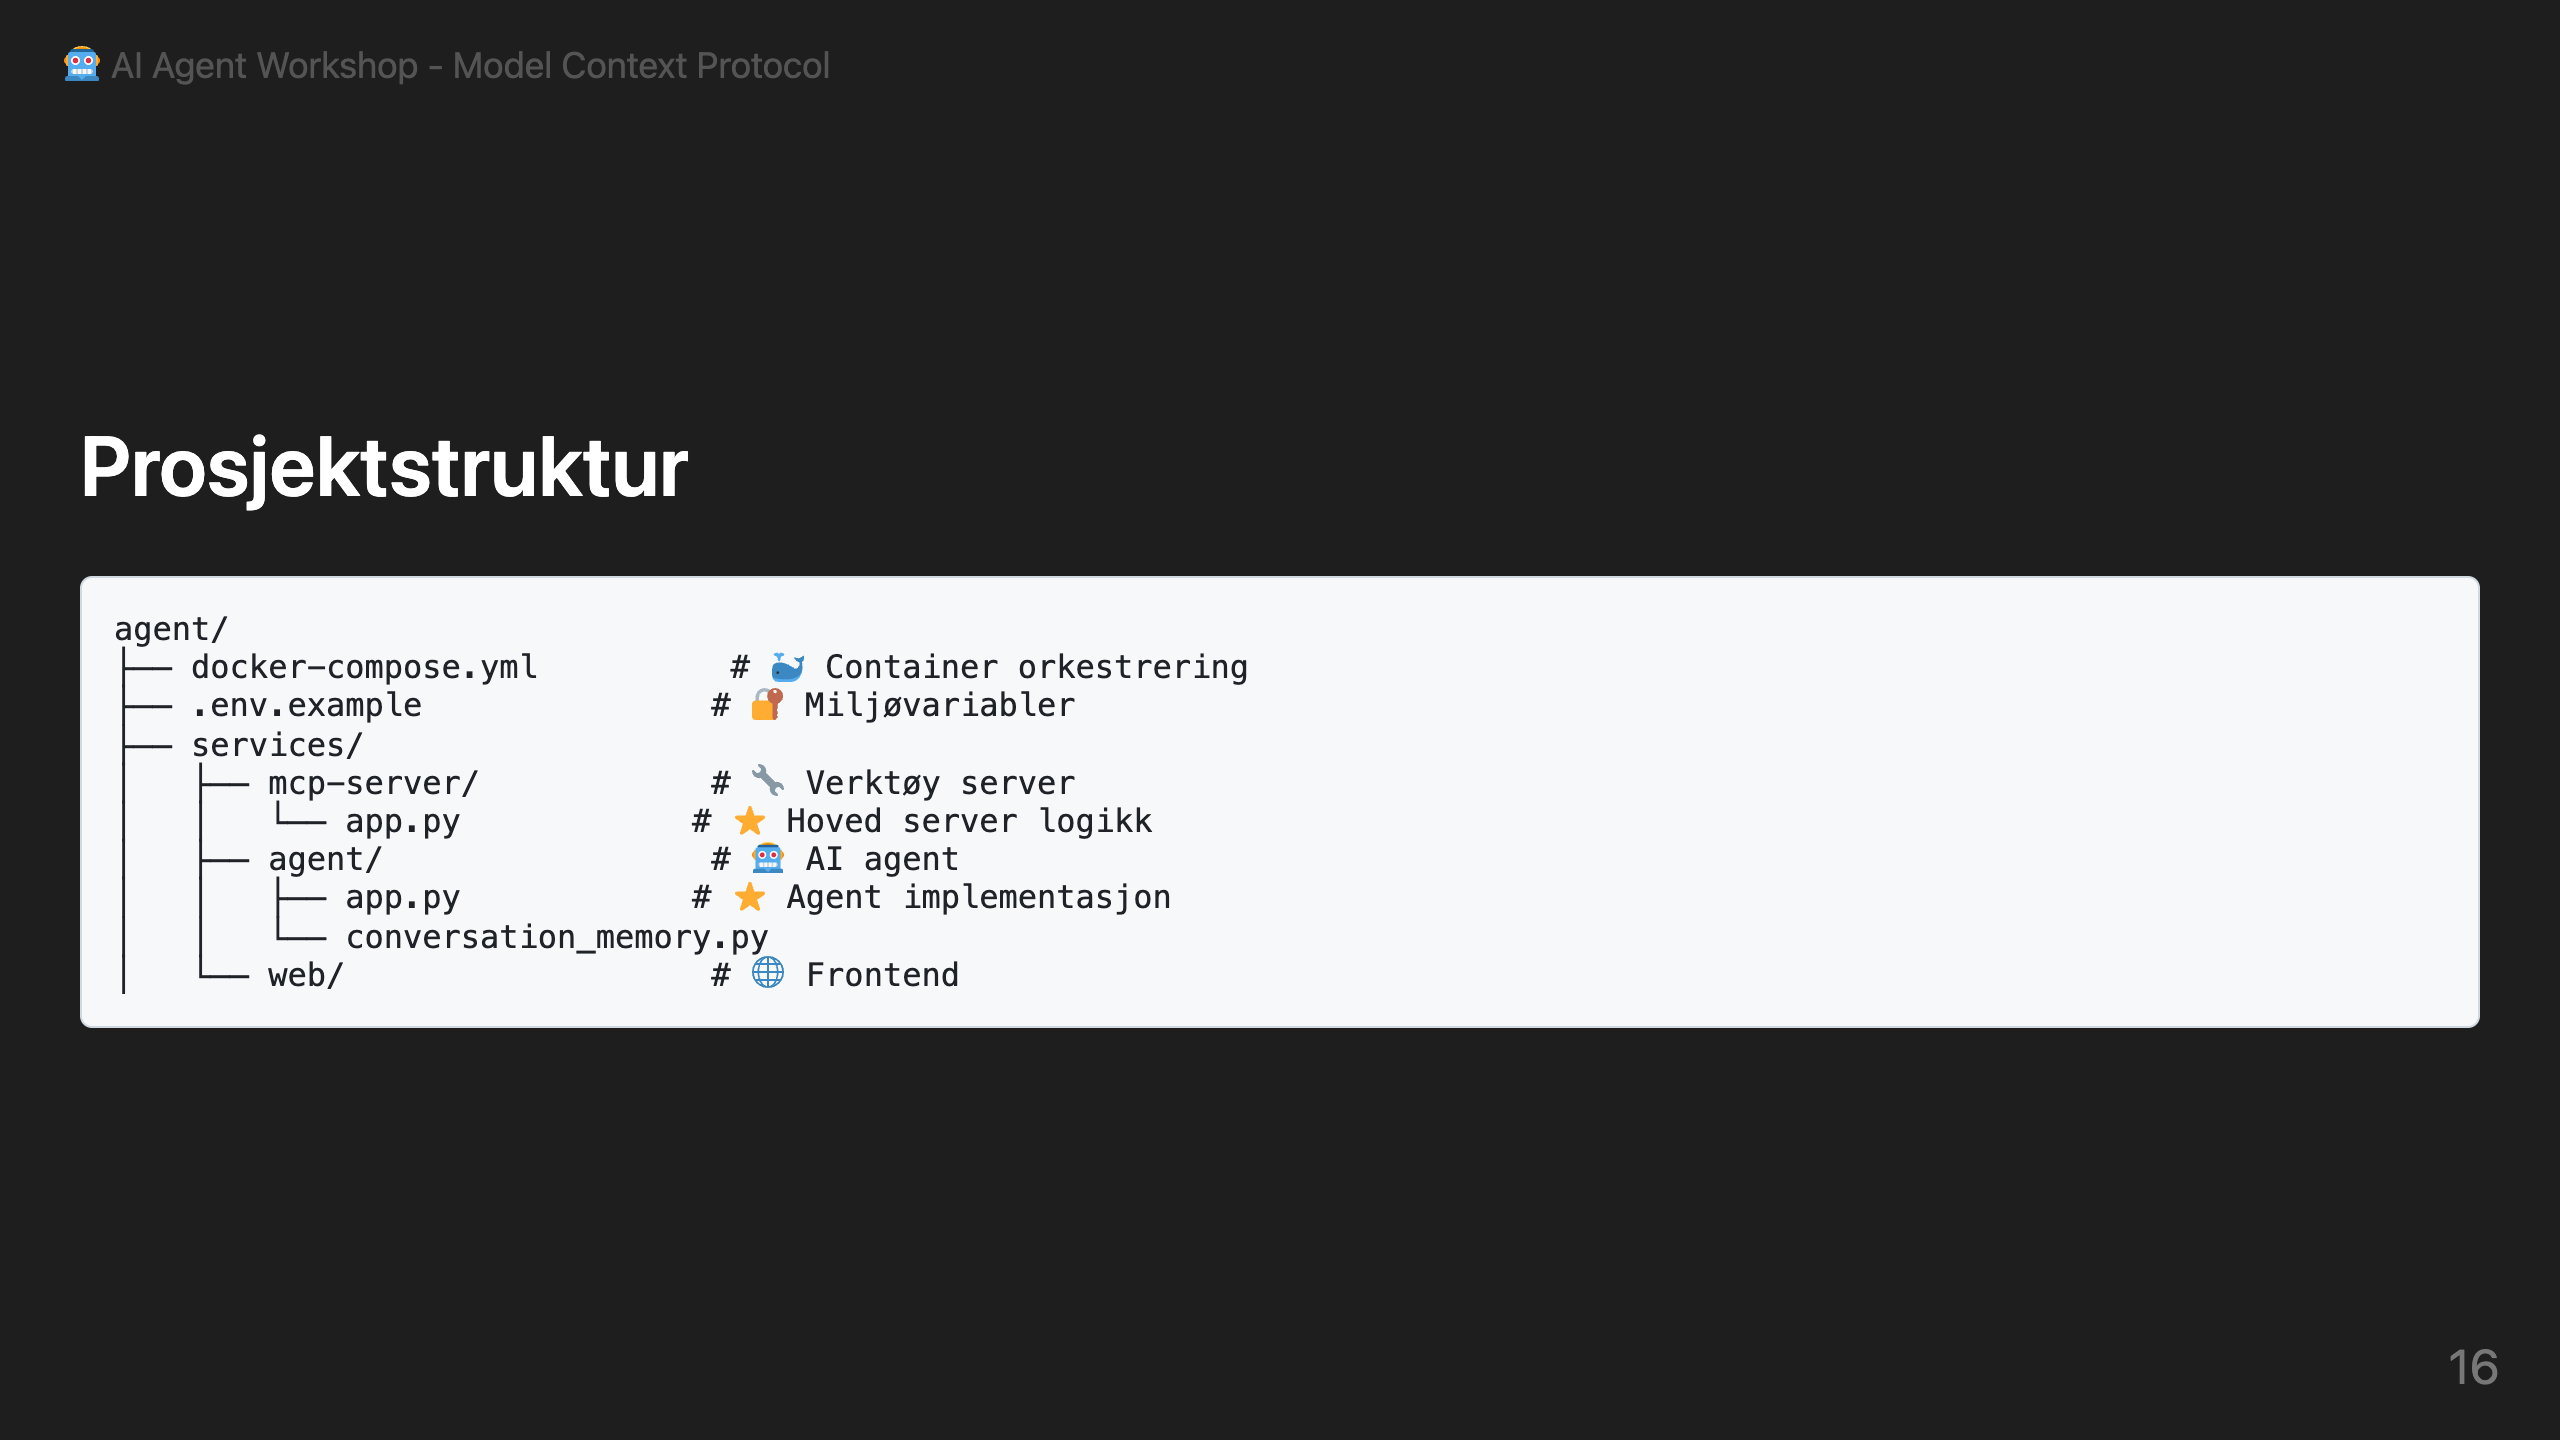 🤖 AI Agent Workshop - Model Context Protocol
Prosjektstruktur
agent/
├── docker-compose.yml          # 🐳 Container orkestrering
├── .env.example               # 🔐 Miljøvariabler
├── services/
│   ├── mcp-server/            # 🔧 Verktøy server
│   │   └── app.py            # ⭐ Hoved server logikk
│   ├── agent/                 # 🤖 AI agent
│   │   ├── app.py            # ⭐ Agent implementasjon
│   │   └── conversation_memory.py
│   └── web/                   # 🌐 Frontend
16